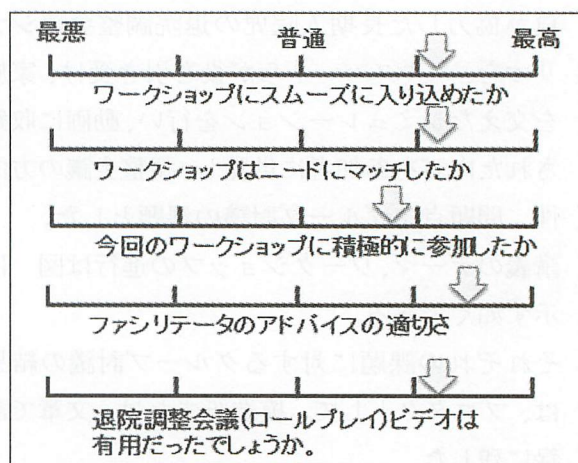 最悪 普通 最高
ワークショップにスムーズに入り込めたか
ワークショップはニードにマッチしたか
今回のワークショップに積極的に参加したか
ファシリテータのアドバイスの適切さ
退院調整会議(ロールプレイ)ビデオは
有用だったでしょうか。